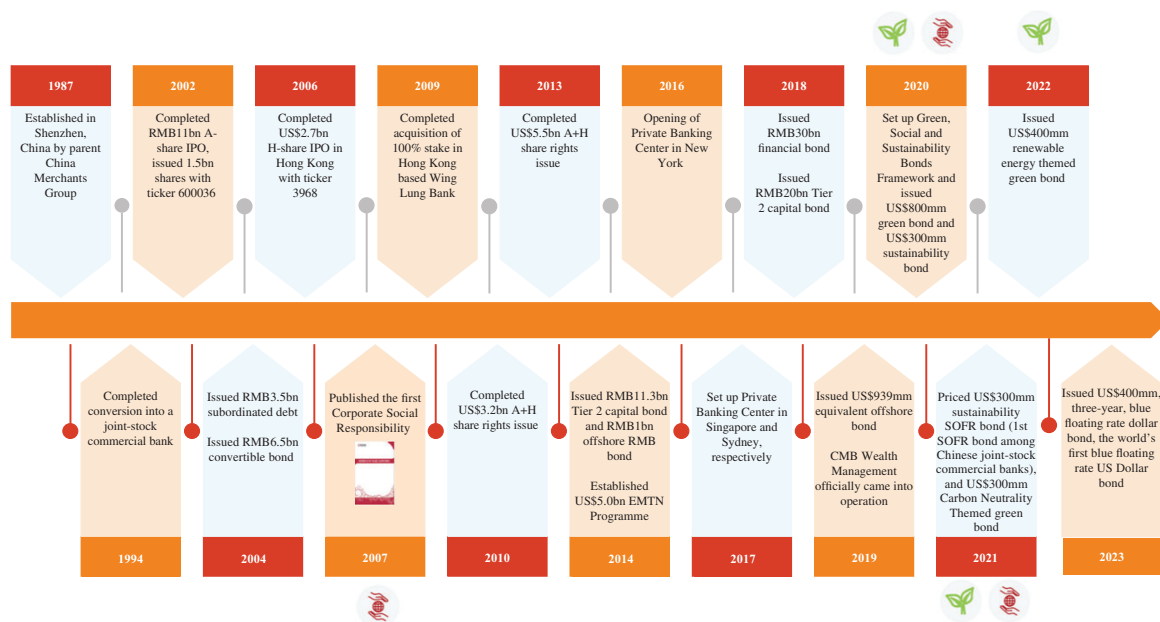 1987
Established in
Shenzhen,
China by parent
China
Merchants
Group
2002
Completed
RMB11bn A-
share IPO,
issued 1.5bn
shares with
ticker 600036
2006
Completed
US$2.7bn
H-share IPO in
Hong Kong
with ticker
3968
2009
Completed
acquisition of
100% stake in
Hong Kong
based Wing
Lung Bank
2013
Completed
US$5.5bn A+H
share rights
issue
2016
Opening of
Private Banking
Center in New
York
2018
Issued
RMB30bn
financial bond
Issued
RMB20bn Tier
2 capital bond
2020
Set up Green,
Social and
Sustainability
Bonds
Framework and
issued
US$800mm
green bond and
US$300mm
sustainability
bond
2022
Issued
US$400mm
renewable
energy themed
green bond
Completed
conversion into a
joint-stock
commercial bank
1994
Issued RMB3.5bn
subordinated debt
Issued RMB6.5bn
convertible bond
2004
Published the first
Corporate Social
Responsibility
2007
Completed
US$3.2bn A+H
share rights issue
2010
Issued RMB11.3bn
Tier 2 capital bond
and RMB1bn
offshore RMB
bond
Established
US$5.0bn EMTN
Programme
2014
Set up Private
Banking Center in
Singapore and
Sydney,
respectively
2017
Issued US$939mm
equivalent offshore
bond
CMB Wealth
Management
officially came into
operation
2019
Priced US$300mm
sustainability
SOFR bond (1st
SOFR bond among
Chinese joint-stock
commercial banks),
and US$300mm
Carbon Neutrality
Themed green
bond
2021
Issued US$400mm,
three-year, blue
floating rate dollar
bond, the world's
first blue floating
rate US Dollar
bond
2023